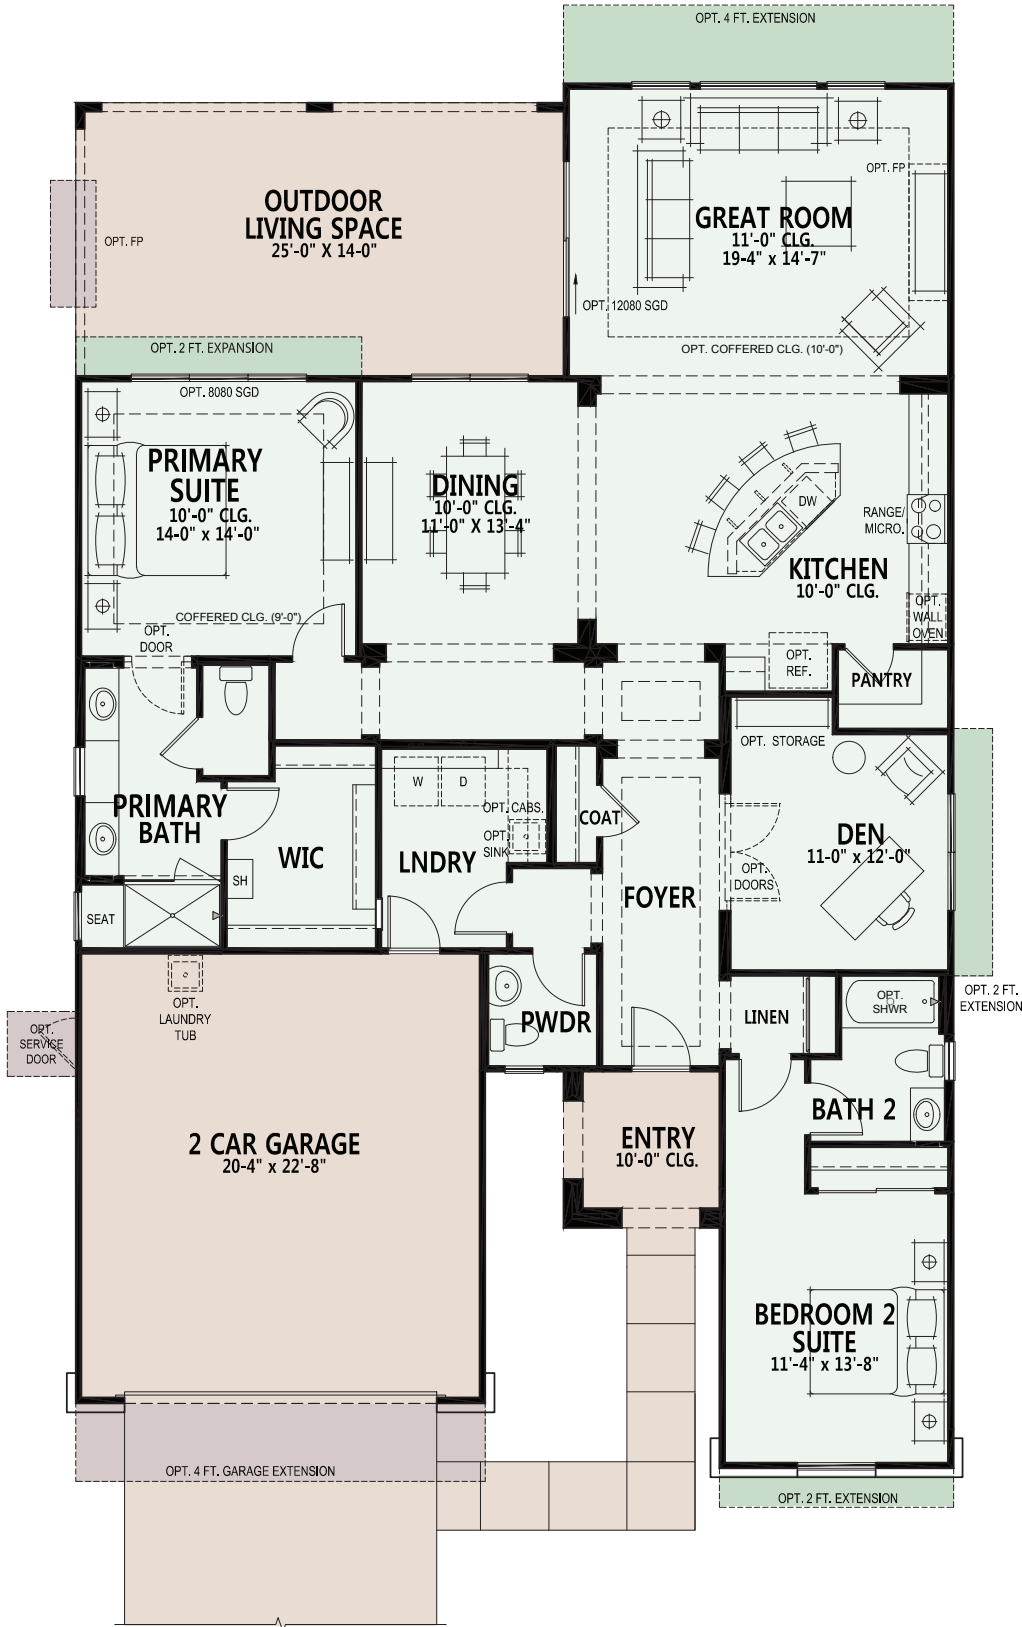 OPT. 4 FT. EXTENSION
OUTDOOR
LIVING SPACE
25'-0" X 14-0"
OPT. FP
OPT. FP
GREAT ROOM
11'-0" CLG.
19-4" x 14'-7"
OPT. 12080 SGD
OPT. COFFERED CLG. (10'-0")
OPT. 2 FT. EXPANSION
OPT. 8080 SGD
PRIMARY
SUITE
10'-0" CLG.
14-0" x 14'-0"
COFFERED CLG. (9'-0")
OPT.
DOOR
DINING
10'-0" CLG.
11'-0" X 13'-4"
DW
RANGE/
MICRO.
KITCHEN
10'-0" CLG.
OPT.
WALL
OVEN
OPT.
REF.
PANTRY
OPT. STORAGE
W
D
OPT. CABS.
OPT.
SINK
COAT
PRIMARY
BATH
WIC
LNDRY
SH
SEAT
FOYER
DEN
11-0" x 12'-0"
OPT.
DOORS
OPT. 2 FT.
EXTENSION
OPT.
LAUNDRY
TUB
OPT.
SERVICE
DOOR
PWDR
LINEN
OPT.
SHWR
BATH 2
2 CAR GARAGE
20-4" x 22'-8"
ENTRY
10'-0" CLG.
BEDROOM 2
SUITE
11'-4" x 13'-8"
OPT. 4 FT. GARAGE EXTENSION
OPT. 2 FT. EXTENSION